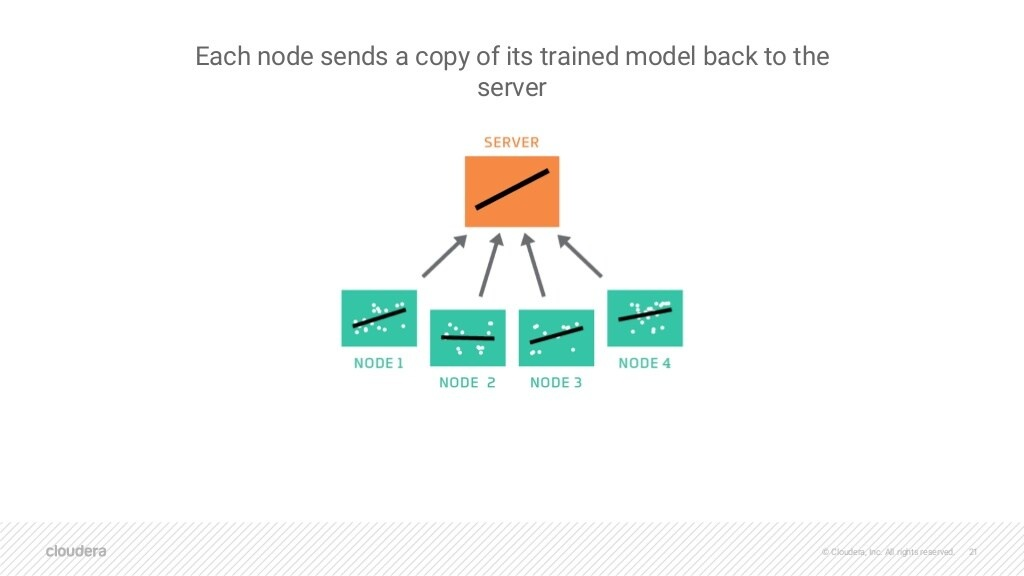 Each node sends a copy of its trained model back to the
server
SERVER
NODE 1
NODE 2
NODE 3
NODE 4
cloudera
© Cloudera, Inc. All rights reserved. 21